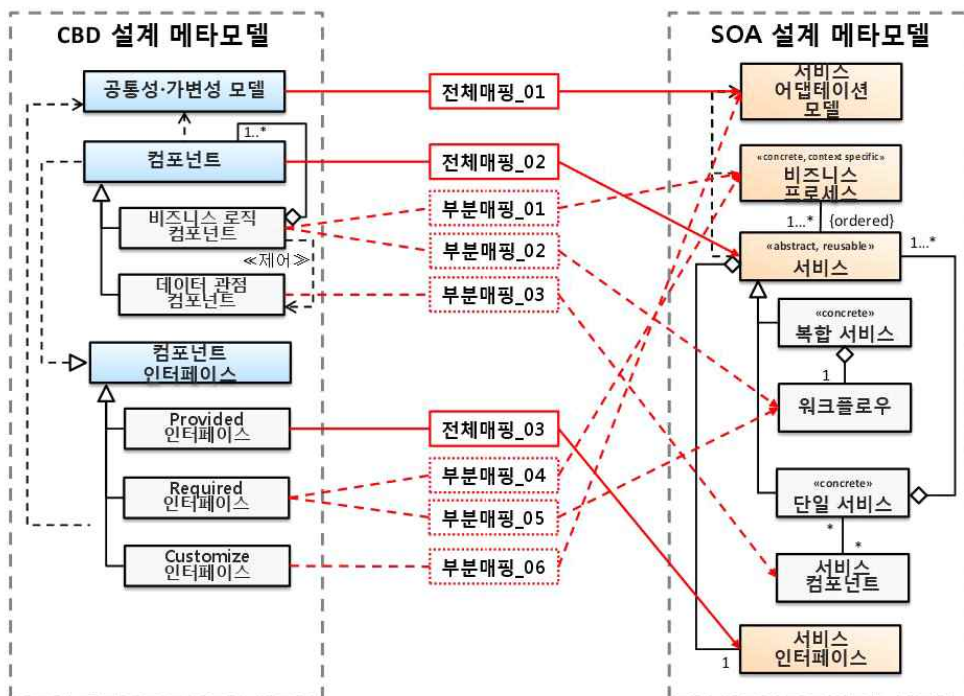 CBD 설계 메타모델
공통성·가변성 모델
1..*
컴포넌트
비즈니스 로직
컴포넌트
≪제어≫
데이터 관점
컴포넌트
컴포넌트
인터페이스
Provided
인터페이스
Required
인터페이스
Customize
인터페이스
전체매핑_01
전체매핑_02
부분매핑_01
부분매핑_02
부분매핑_03
전체매핑_03
부분매핑_04
부분매핑_05
부분매핑_06
SOA 설계 메타모델
서비스
어댑테이션
모델
«concrete, context specific»
비즈니스
프로세스
1...* {ordered}
1...*
«abstract, reusable»
서비스
«concrete»
복합 서비스
1
워크플로우
«concrete»
단일 서비스
*
*
서비스
컴포넌트
서비스
인터페이스
1